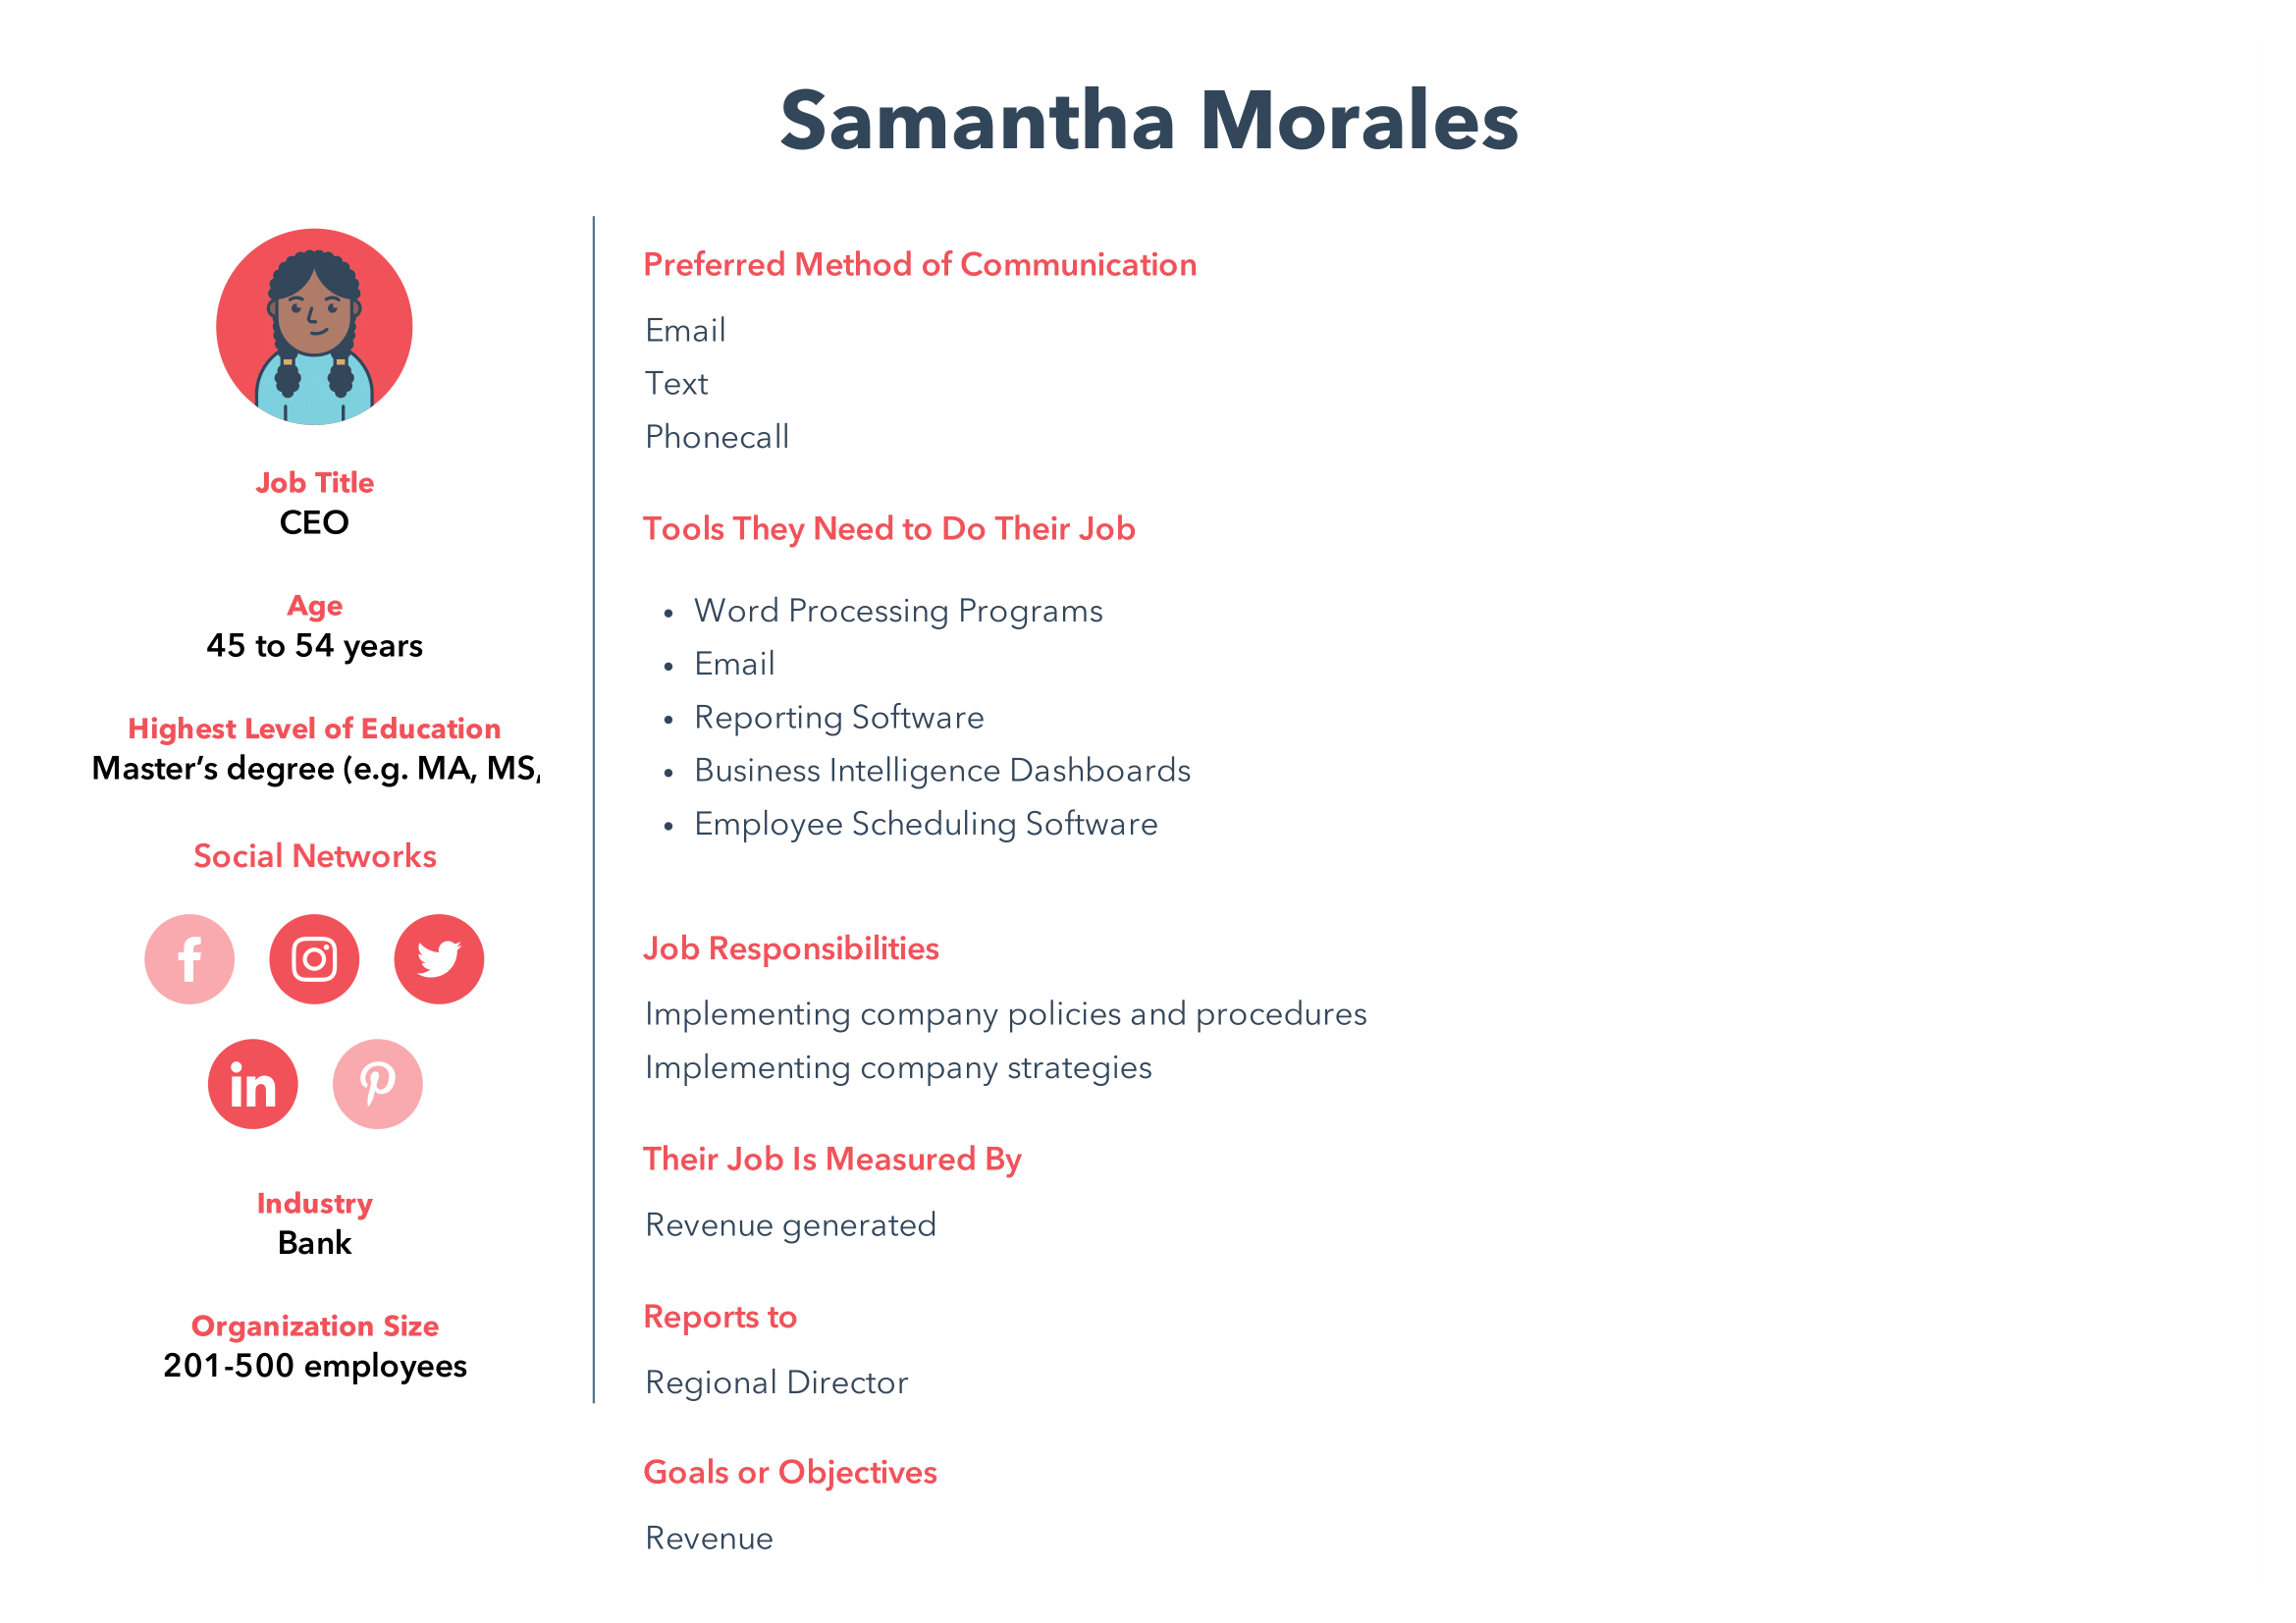 Samantha Morales
Job Title
CEO
Age
45 to 54 years
Highest Level of Education
Master’s degree (e.g. MA, MS,
Social Networks
in
Industry
Bank
Organization Size
201-500 employees
Preferred Method of Communication
Email
Text
Phonecall
Tools They Need to Do Their Job
• Word Processing Programs
• Email
• Reporting Software
• Business Intelligence Dashboards
• Employee Scheduling Software
Job Responsibilities
Implementing company policies and procedures
Implementing company strategies
Their Job Is Measured By
Revenue generated
Reports to
Regional Director
Goals or Objectives
Revenue